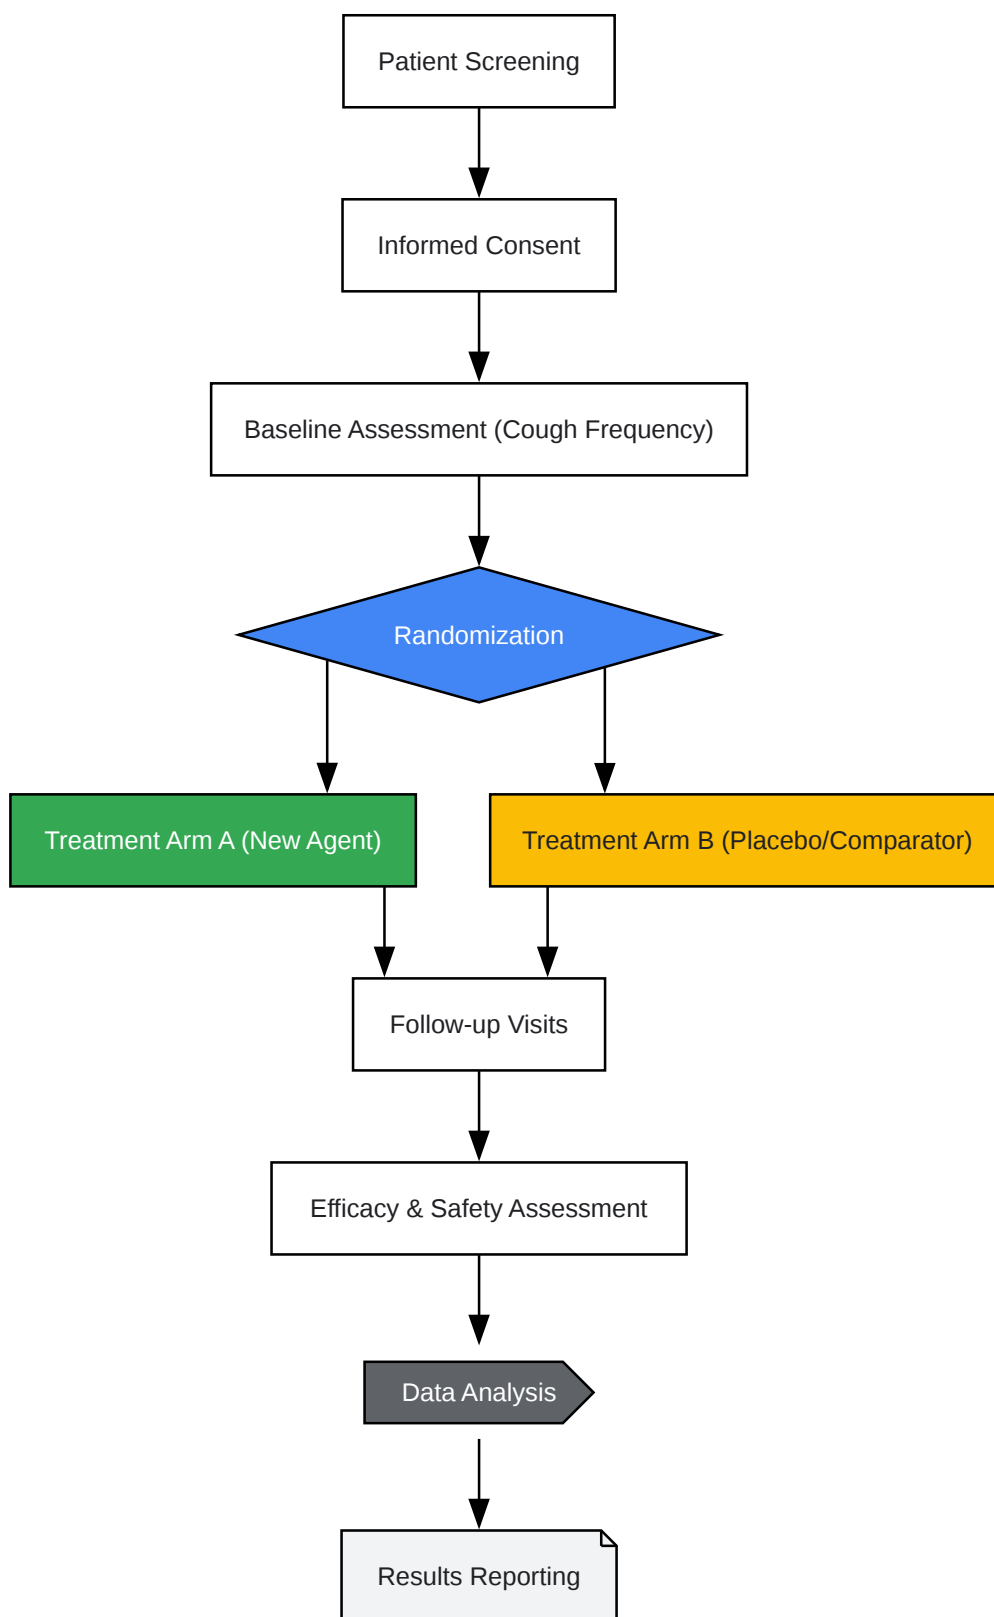 Patient Screening
Informed Consent
Baseline Assessment (Cough Frequency)
Randomization
Treatment Arm A (New Agent)
Treatment Arm B (Placebo/Comparator)
Follow-up Visits
Efficacy & Safety Assessment
Data Analysis
Results Reporting